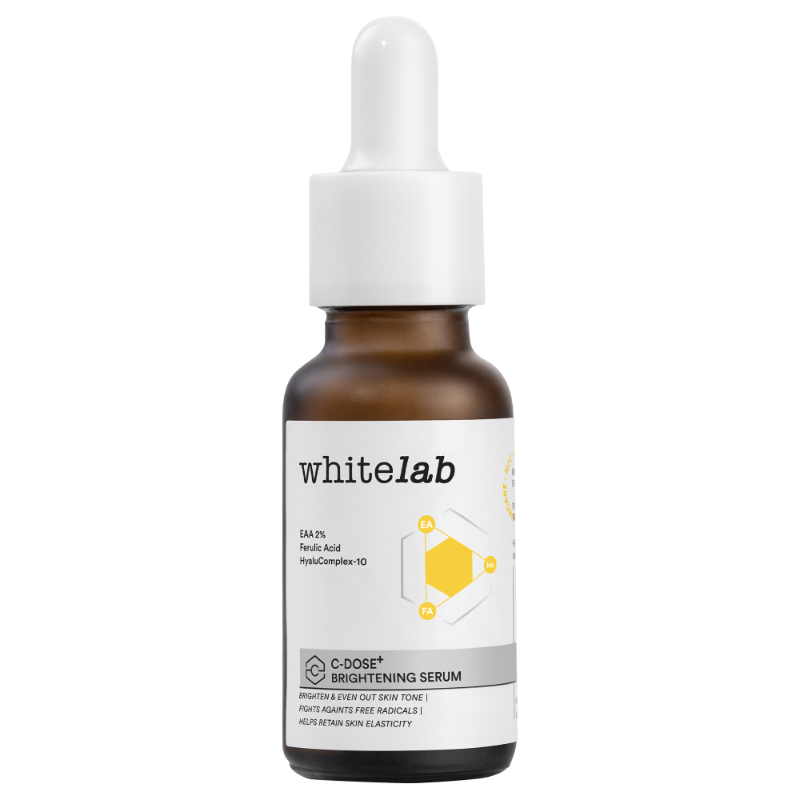 whitelab
EAA 2%
Ferulic Acid
HyaluComplex-10
EA
Hc
FA
C-DOSE+
BRIGHTENING SERUM
BRIGHTEN & EVEN OUT SKIN TONE |
FIGHTS AGAINTS FREE RADICALS |
HELPS RETAIN SKIN ELASTICITY